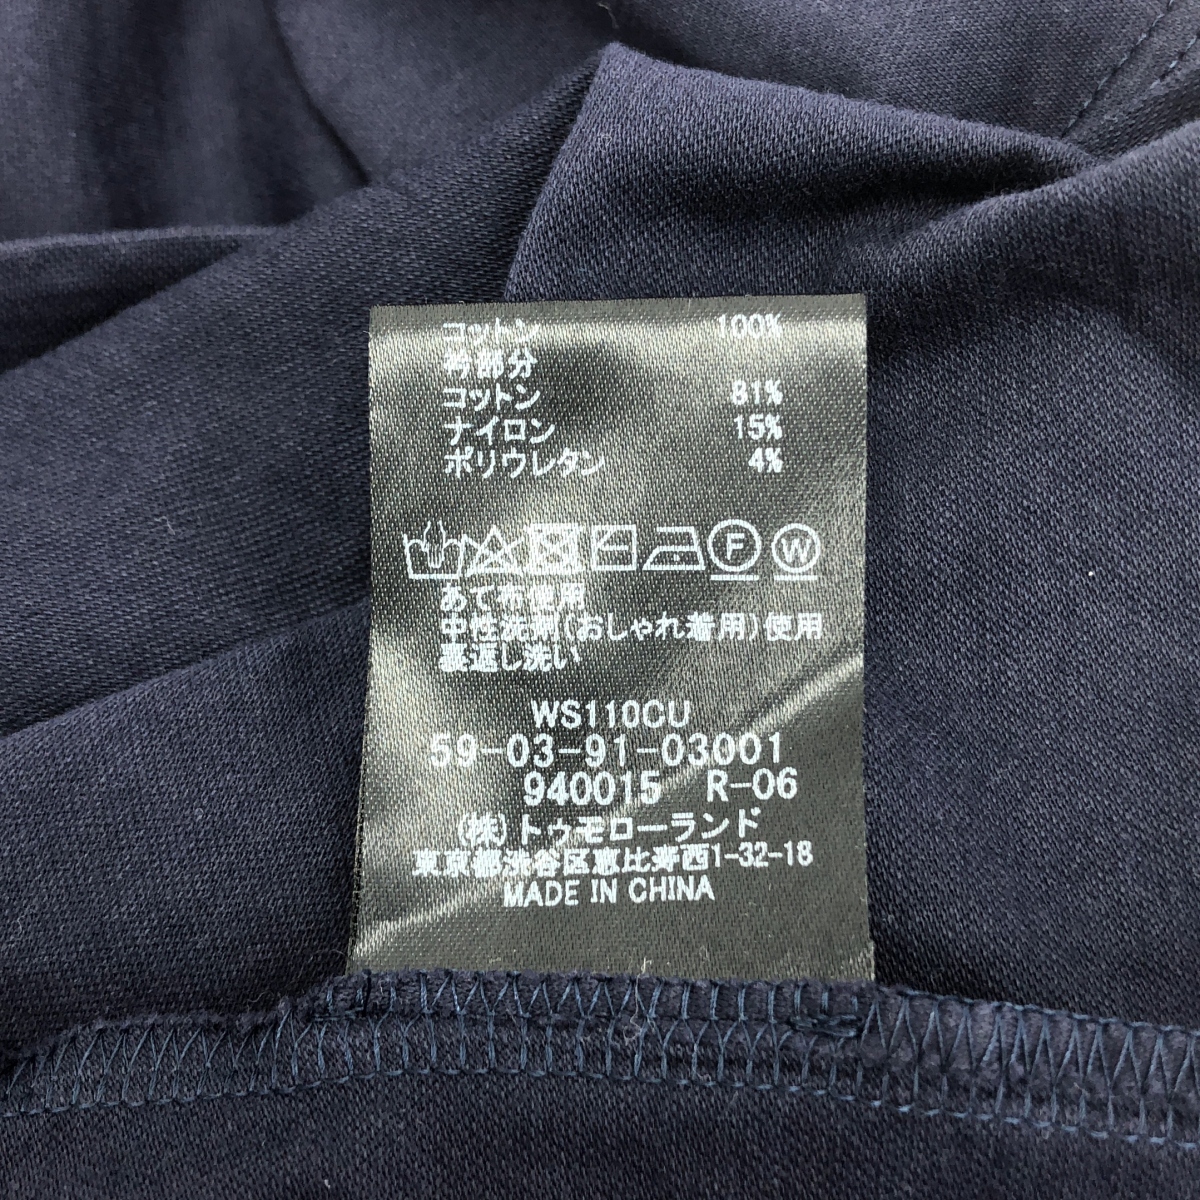 コットン 100%
衿部分
コットン 81%
ナイロン 15%
ポリウレタン 4%
F W
あて布使用
中性洗剤(おしゃれ着用)使用
裏返し洗い
WS110CU
59-03-91-03001
940015 R-06
(株)トゥモローランド
東京都渋谷区恵比寿西1-32-18
MADE IN CHINA